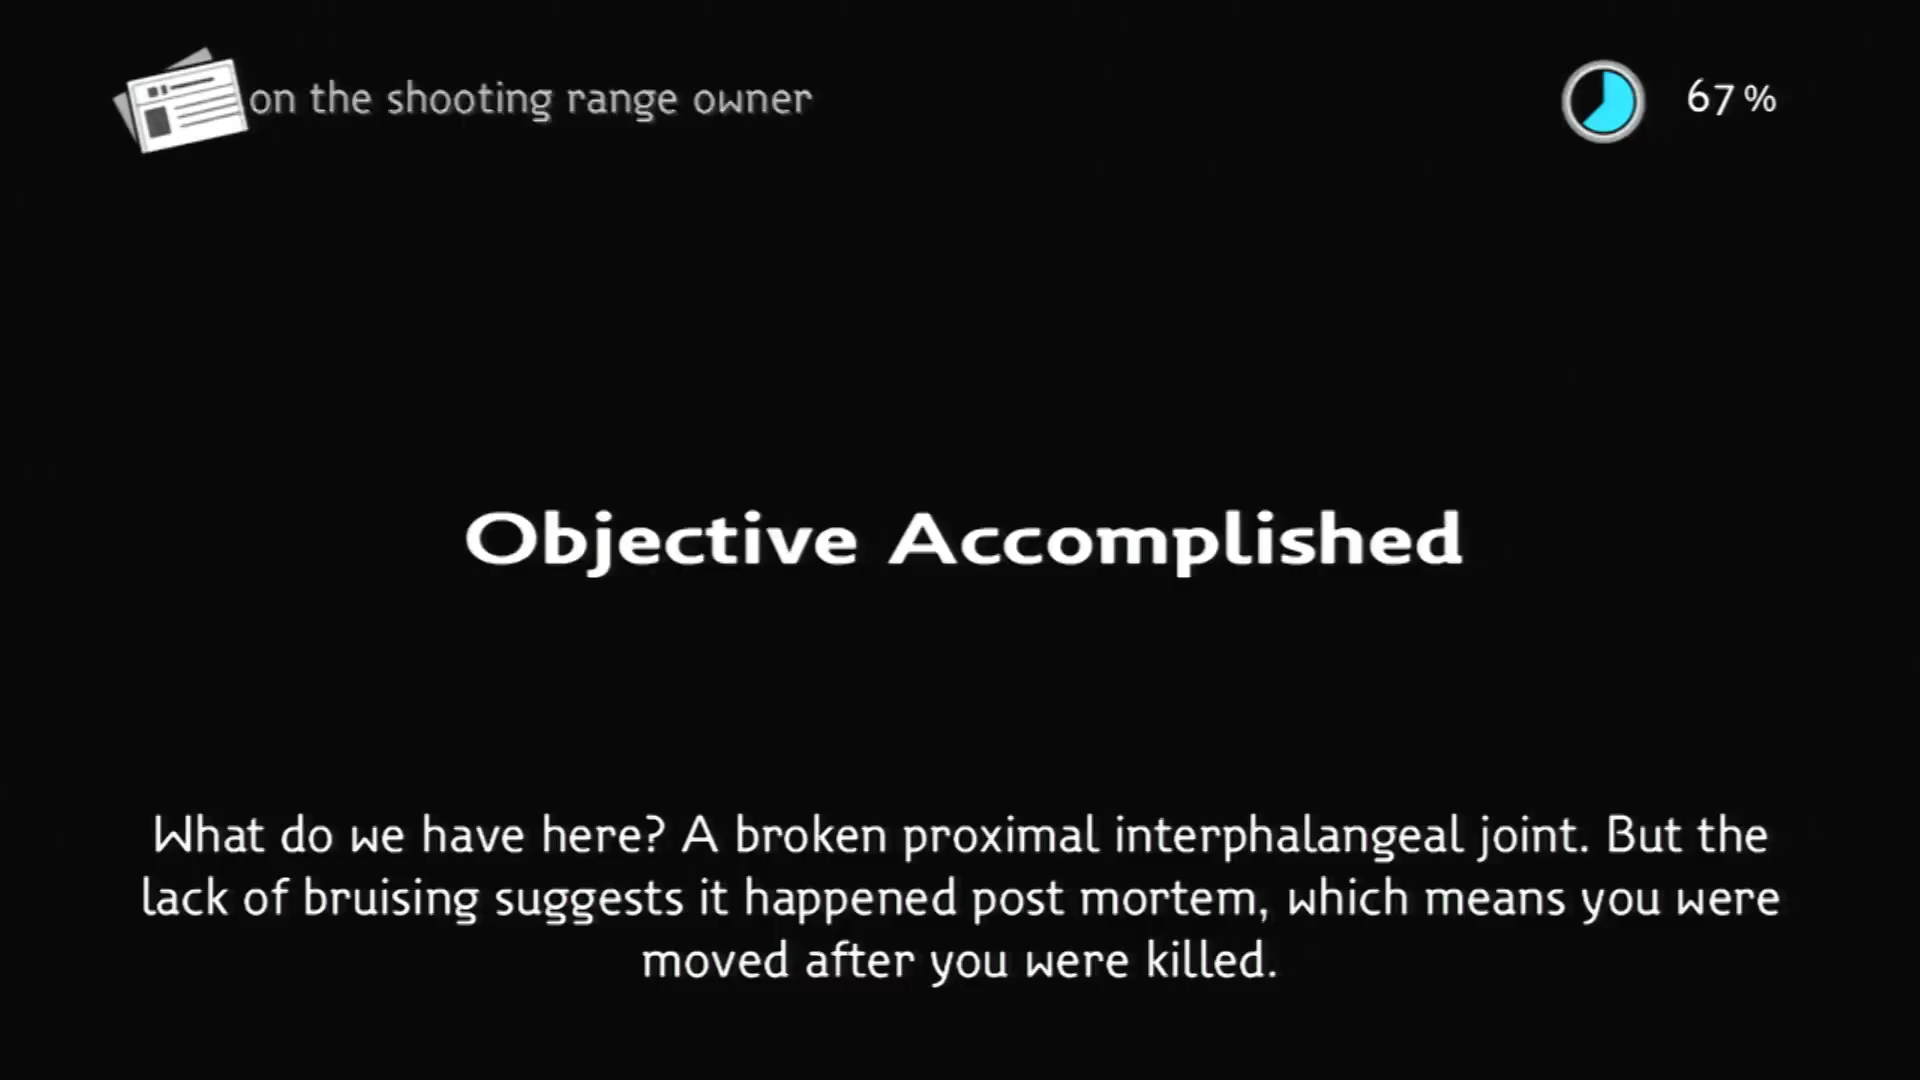 on the shooting range owner
67%
Objective Accomplished
What do we have here? A broken proximal interphalangeal joint. But the
lack of bruising suggests it happened post mortem, which means you were
moved after you were killed.